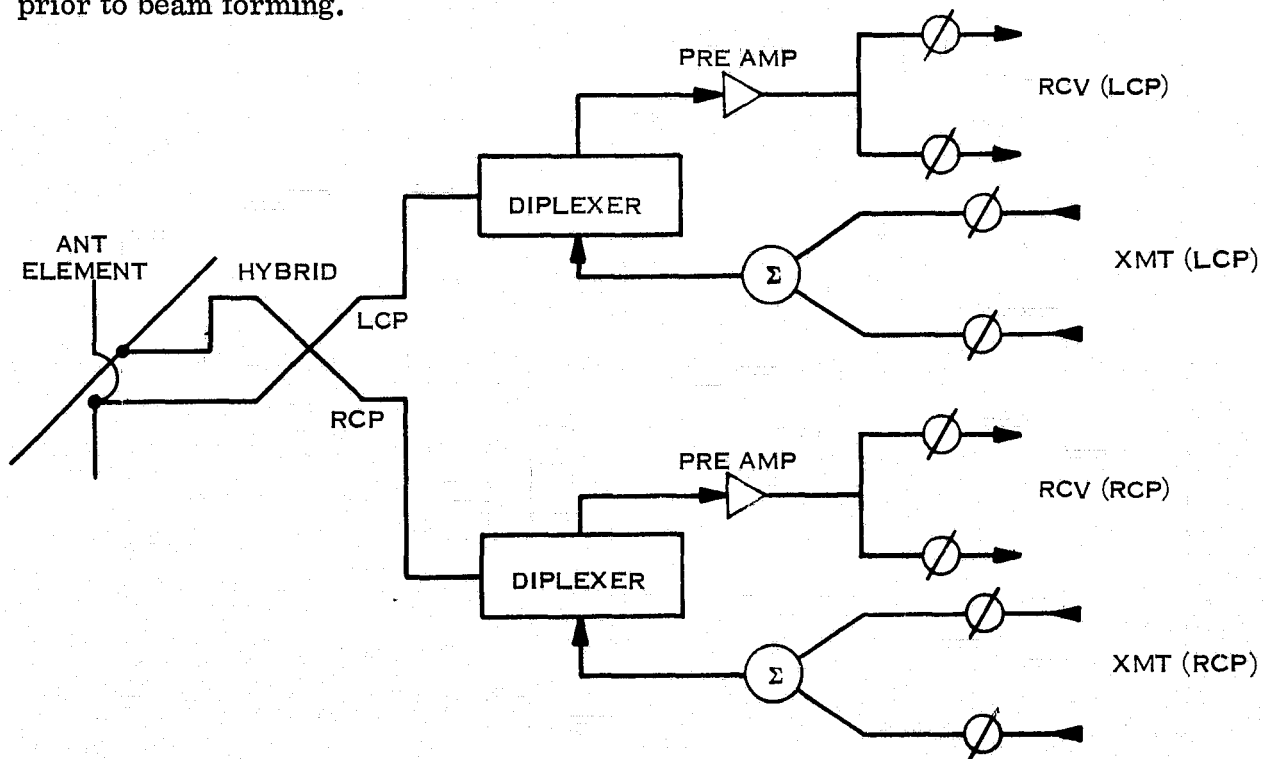 prior to beam forming.
PRE AMP
RCV (LCP)
DIPLEXER
ANT
ELEMENT
HYBRID
XMT (LCP)
Σ
LCP
RCP
PRE AMP
RCV (RCP)
DIPLEXER
XMT (RCP)
Σ